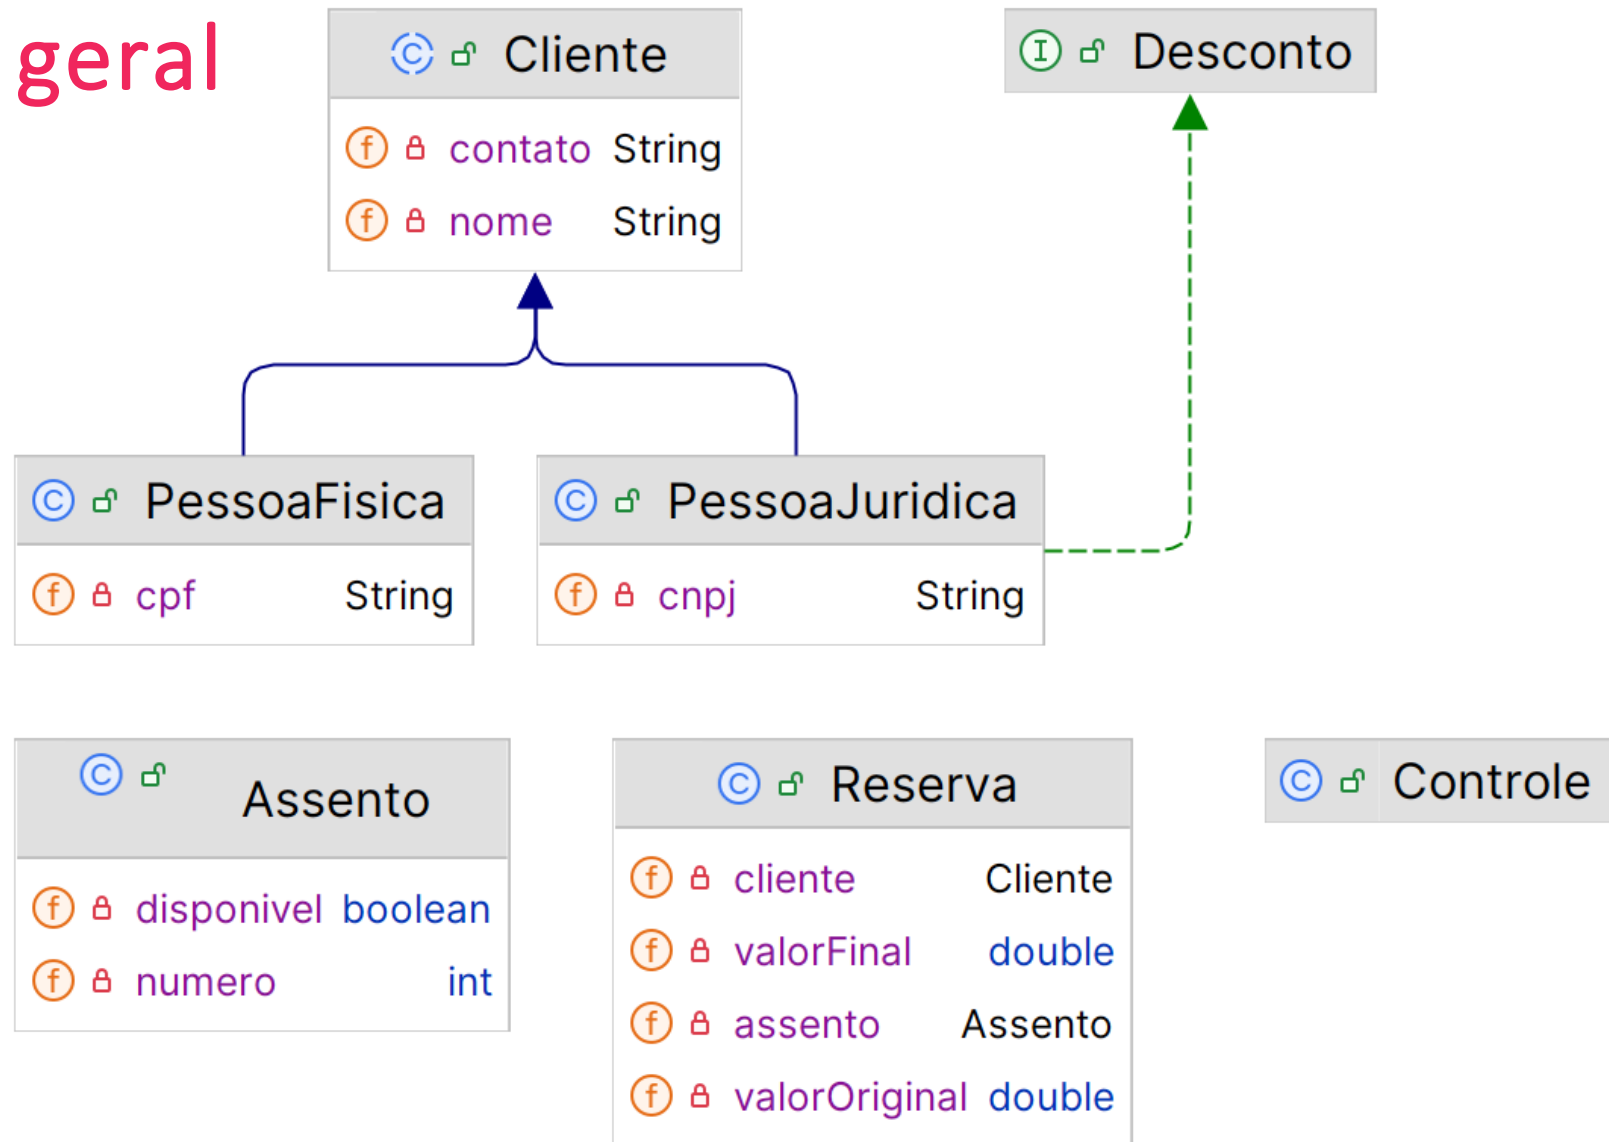 geral
Cliente
contato String
nome String
Desconto
PessoaFisica
cpf String
PessoaJuridica
cnpj String
Assento
disponivel boolean
numero int
Reserva
cliente Cliente
valorFinal double
assento Assento
valorOriginal double
Controle